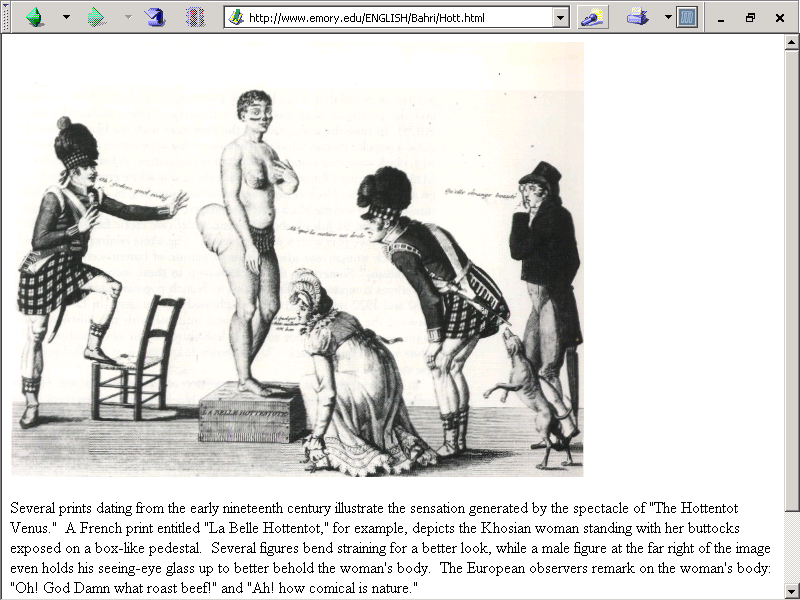 http://www.emory.edu/ENGLISH/Bahri/Hott.html
LA BELLE HOTTENTOTE
Several prints dating from the early nineteenth century illustrate the sensation generated by the spectacle of "The Hottentot
Venus."  A French print entitled "La Belle Hottentot," for example, depicts the Khosian woman standing with her buttocks
exposed on a box-like pedestal.  Several figures bend straining for a better look, while a male figure at the far right of the image
even holds his seeing-eye glass up to better behold the woman's body.  The European observers remark on the woman's body:
"Oh! God Damn what roast beef!" and "Ah! how comical is nature."